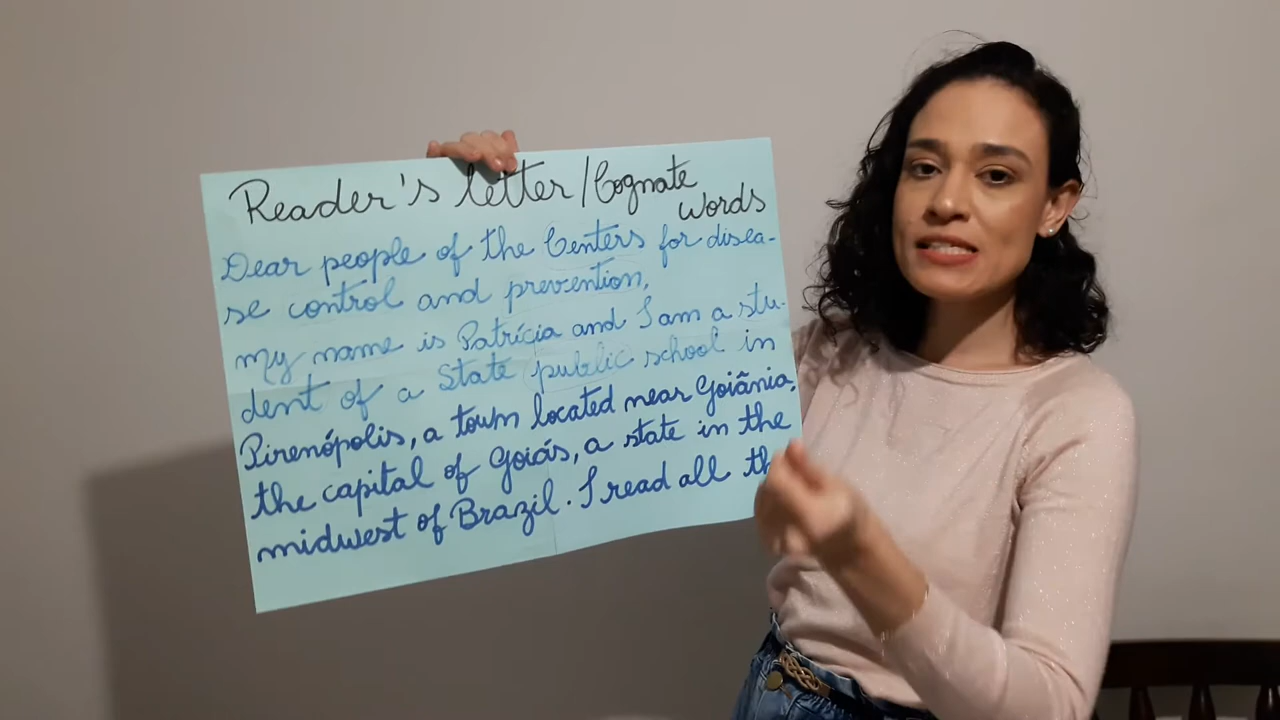 Reader's letter/Cognate
Words
Dear people of the Centers for disea-
se control and prevention,
my name is Patrícia and I am a stu-
dent of a State public school in
Pirenópolis, a town located near Goiânia,
the capital of Goiás, a state in the
midwest of Brazil. I read all th